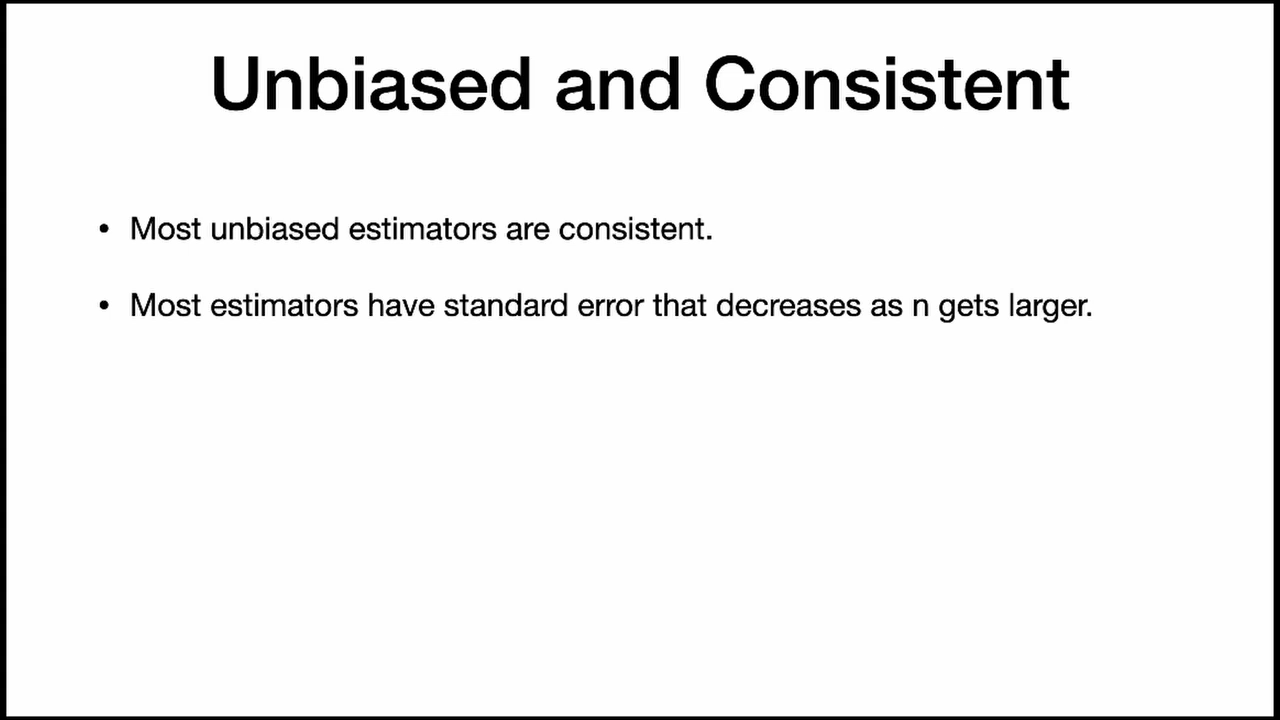 Unbiased and Consistent
• Most unbiased estimators are consistent.
• Most estimators have standard error that decreases as n gets larger.